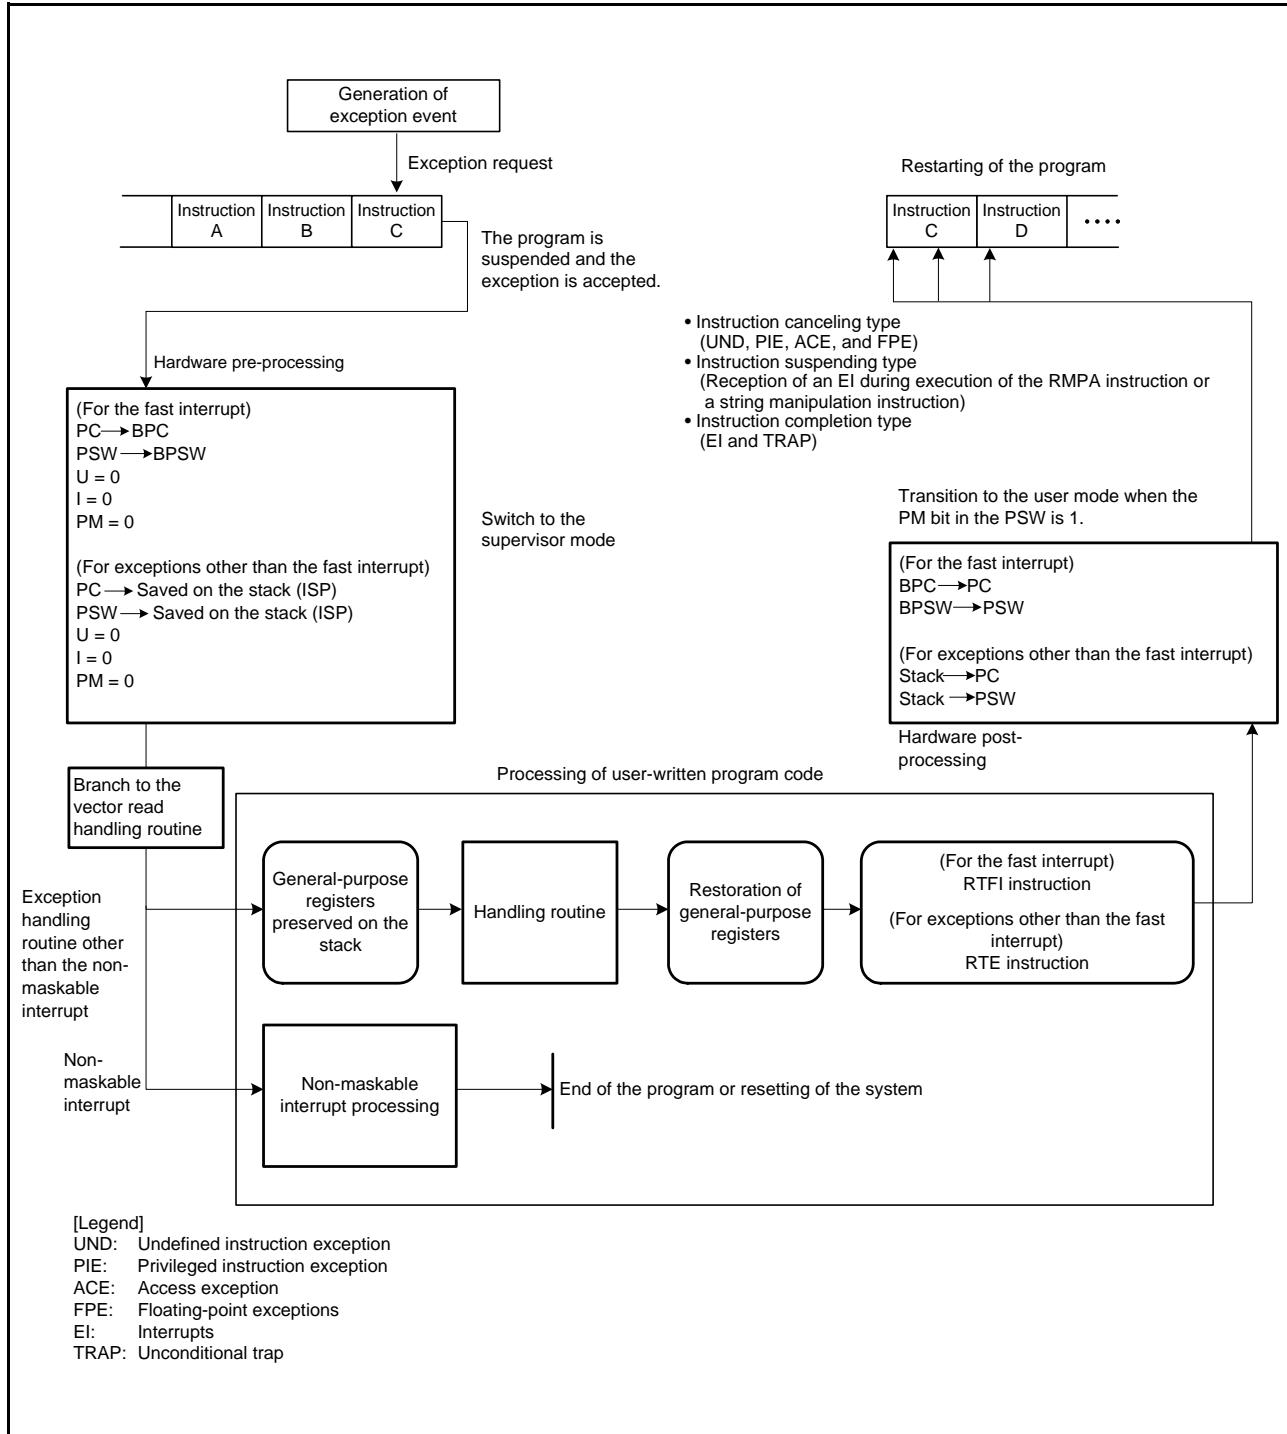 Generation of
exception event
Exception request
Restarting of the program
Instruction
A
Instruction
B
Instruction
C
Instruction
C
Instruction
D
• • • •
The program is
suspended and the
exception is accepted.
• Instruction canceling type
(UND, PIE, ACE, and FPE)
• Instruction suspending type
(Reception of an EI during execution of the RMPA instruction or
a string manipulation instruction)
• Instruction completion type
(EI and TRAP)
Hardware pre-processing
(For the fast interrupt)
PC → BPC
PSW → BPSW
U = 0
I = 0
PM = 0
(For exceptions other than the fast interrupt)
PC → Saved on the stack (ISP)
PSW → Saved on the stack (ISP)
U = 0
I = 0
PM = 0
Switch to the
supervisor mode
Transition to the user mode when the
PM bit in the PSW is 1.
(For the fast interrupt)
BPC → PC
BPSW → PSW
(For exceptions other than the fast interrupt)
Stack → PC
Stack → PSW
Hardware post-
processing
Branch to the
vector read
handling routine
Processing of user-written program code
Exception
handling
routine other
than the non-
maskable
interrupt
General-purpose
registers
preserved on the
stack
Handling routine
Restoration of
general-purpose
registers
(For the fast interrupt)
RTFI instruction
(For exceptions other than the fast
interrupt)
RTE instruction
Non-
maskable
interrupt
Non-maskable
interrupt processing
End of the program or resetting of the system
[Legend]
UND: Undefined instruction exception
PIE: Privileged instruction exception
ACE: Access exception
FPE: Floating-point exceptions
EI: Interrupts
TRAP: Unconditional trap